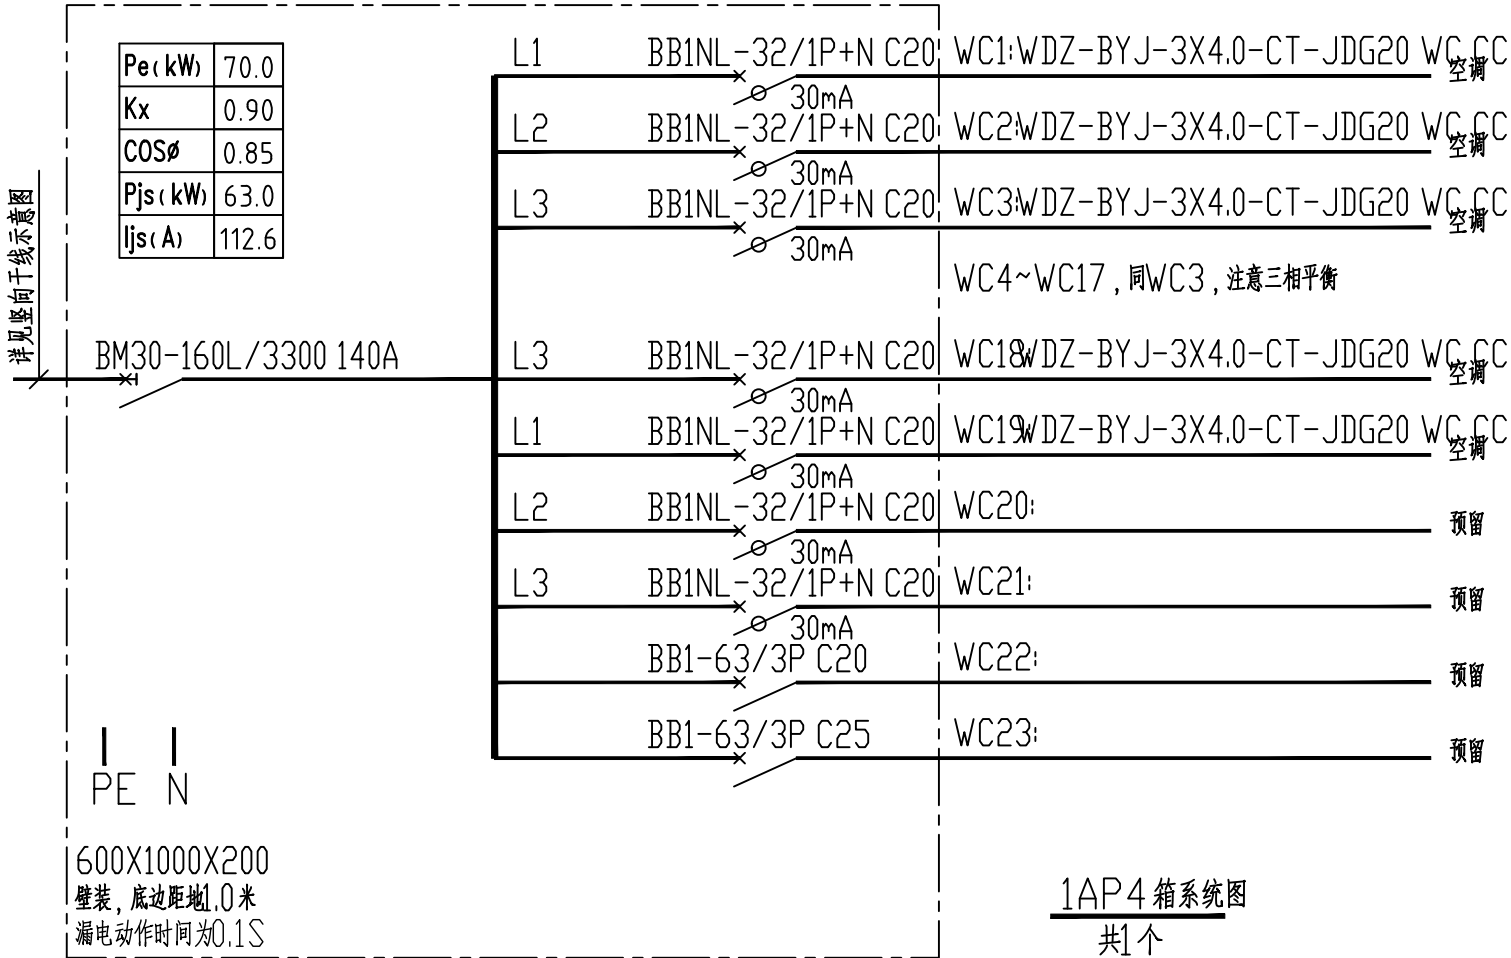 Pe(kW) 70.0
Kx 0.90
COSø 0.85
Pjs(kW) 63.0
Ijs(A) 112.6
详见竖向干线示意图
BM30-160L/3300 140A
L1 BB1NL-32/1P+N C20 WC1:WDZ-BYJ-3X4.0-CT-JDG20 WC CC 空调
30mA
L2 BB1NL-32/1P+N C20 WC2:WDZ-BYJ-3X4.0-CT-JDG20 WC CC 空调
30mA
L3 BB1NL-32/1P+N C20 WC3:WDZ-BYJ-3X4.0-CT-JDG20 WC CC 空调
30mA
WC4~WC17,同WC3,注意三相平衡
L3 BB1NL-32/1P+N C20 WC18:WDZ-BYJ-3X4.0-CT-JDG20 WC CC 空调
30mA
L1 BB1NL-32/1P+N C20 WC19:WDZ-BYJ-3X4.0-CT-JDG20 WC CC 空调
30mA
L2 BB1NL-32/1P+N C20 WC20: 预留
30mA
L3 BB1NL-32/1P+N C20 WC21: 预留
30mA
BB1-63/3P C20 WC22: 预留
BB1-63/3P C25 WC23: 预留
PE N
600X1000X200
壁装,底边距地1.0米
漏电动作时间为0.1S
1AP4箱系统图
共1个